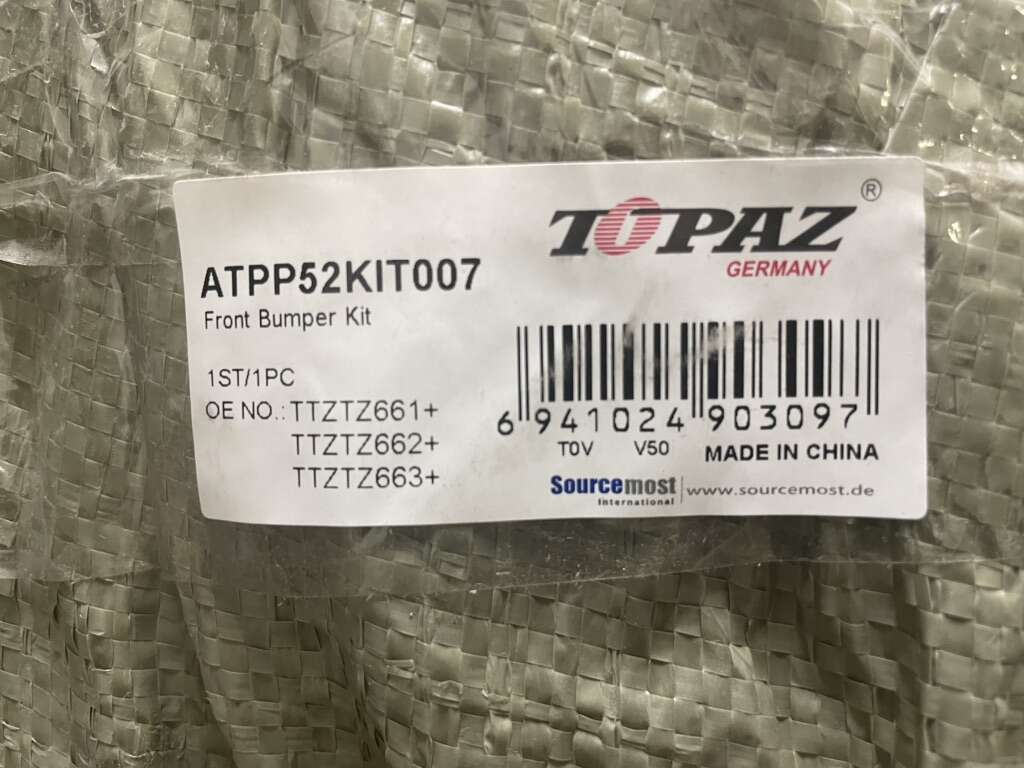 TOPAZ®
GERMANY
ATPP52KIT007
Front Bumper Kit
1ST/1PC
OE NO.: TTZTZ661+
TTZTZ662+
TTZTZ663+
6 941024 903097
T0V V50 MADE IN CHINA
Sourcemost International www.sourcemost.de